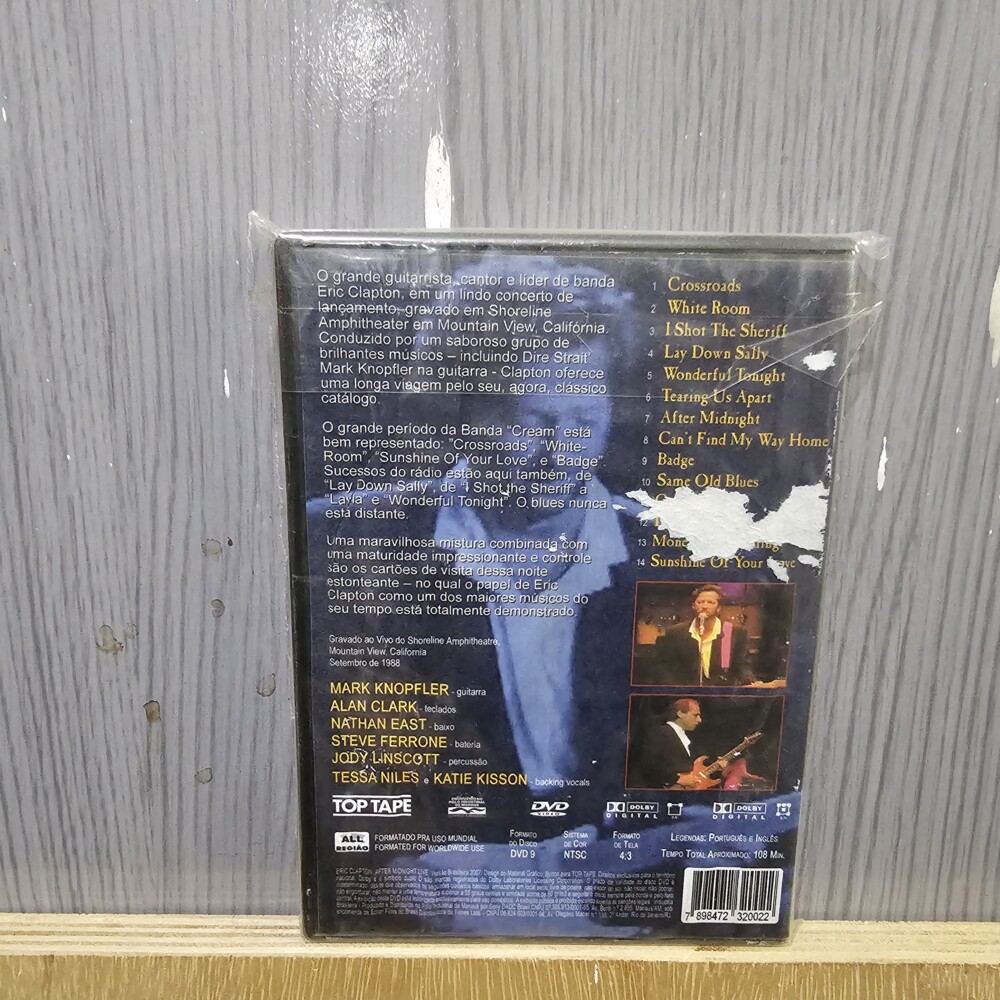 O grande guitarrista, cantor e líder de banda
Eric Clapton, em um lindo concerto de
lançamento, gravado em Shoreline
Amphitheater em Mountain View, Califórnia.
Conduzido por um saboroso grupo de
brilhantes músicos – incluindo Dire Strait'
Mark Knopfler na guitarra - Clapton oferece
uma longa viagem pelo seu, agora, clássico
catálogo.
O grande período da Banda “Cream” está
bem representado: "Crossroads", “White-
Room”, “Sunshine Of Your Love”, e “Badge”.
Sucessos do rádio estão aqui também, de
“Lay Down Sally”, de “I Shot the Sheriff” a
“Layla” e “Wonderful Tonight”. O blues nunca
está distante.
Uma maravilhosa mistura combinada com
uma maturidade impressionante e controle
são os cartões de visita dessa noite
estonteante – no qual o papel de Eric
Clapton como um dos maiores músicos do
seu tempo está totalmente demonstrado.
Gravado ao Vivo do Shoreline Amphitheatre,
Mountain View, California
Setembro de 1988
MARK KNOPFLER - guitarra
ALAN CLARK - teclados
NATHAN EAST - baixo
STEVE FERRONE - bateria
JODY LINSCOTT - percussão
TESSA NILES e KATIE KISSON - backing vocals
1 Crossroads
2 White Room
3 I Shot The Sheriff
4 Lay Down Sally
5 Wonderful Tonight
6 Tearing Us Apart
7 After Midnight
8 Can't Find My Way Home
9 Badge
10 Same Old Blues
12
13
14 Sunshine Of Your
TOP TAPE
DVD VIDEO
DOLBY DIGITAL
DOLBY DIGITAL
ALL REGIÃO
FORMATADO PRA USO MUNDIAL
FORMATED FOR WORLDWIDE USE
FORMATO DO DISCO DVD 9
SISTEMA DE COR NTSC
FORMATO DE TELA 4:3
LEGENDAS: PORTUGUÊS E INGLÊS
TEMPO TOTAL APROXIMADO: 108 MIN.
7 898472 320022